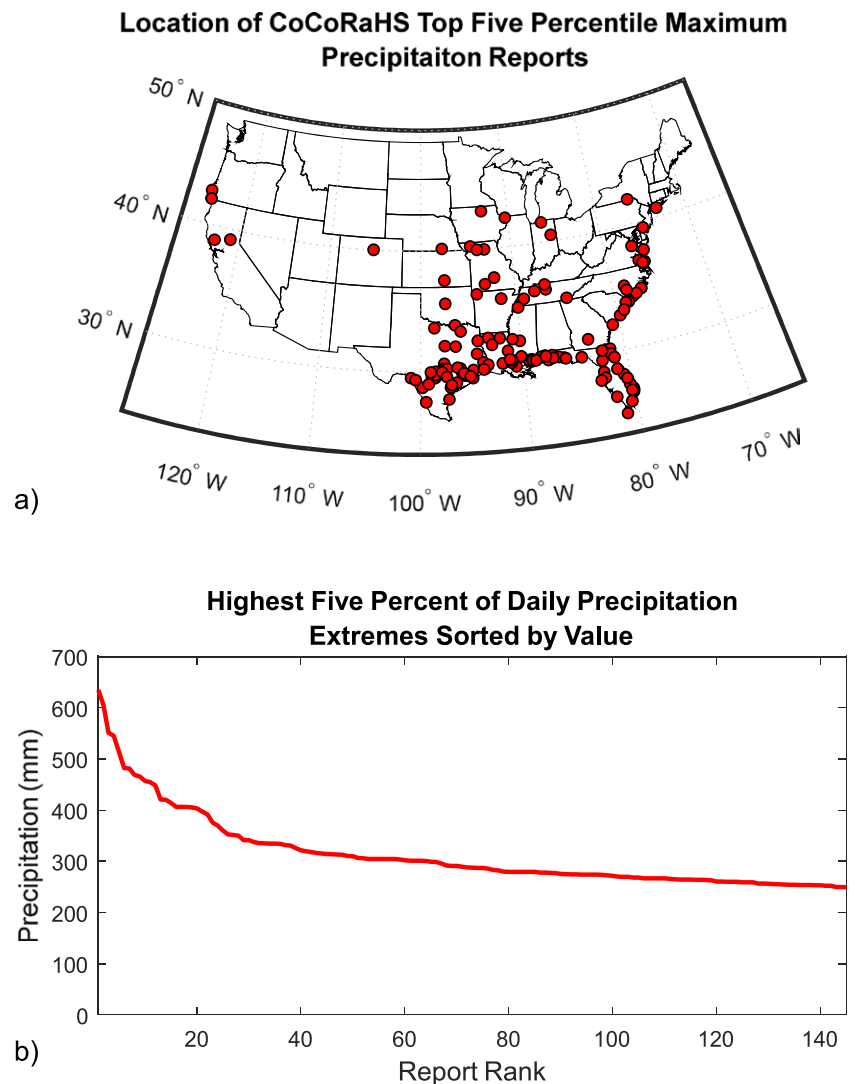 Location of CoCoRaHS Top Five Percentile Maximum
Precipitaiton Reports
50° N
40° N
30° N
120° W
110° W
100° W
90° W
80° W
70° W
a)
Highest Five Percent of Daily Precipitation
Extremes Sorted by Value
700
600
500
400
300
200
100
0
Precipitation (mm)
20
40
60
80
100
120
140
Report Rank
b)